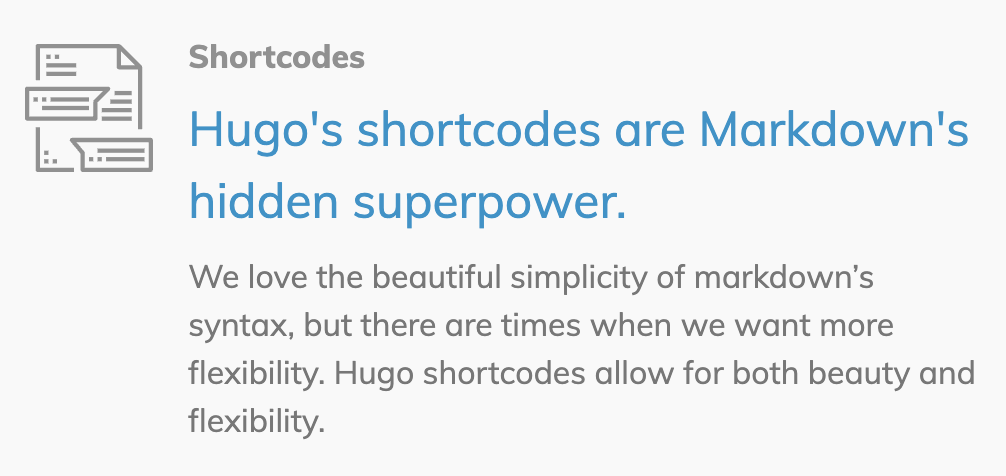 Shortcodes
Hugo's shortcodes are Markdown's
hidden superpower.
We love the beautiful simplicity of markdown’s
syntax, but there are times when we want more
flexibility. Hugo shortcodes allow for both beauty and
flexibility.